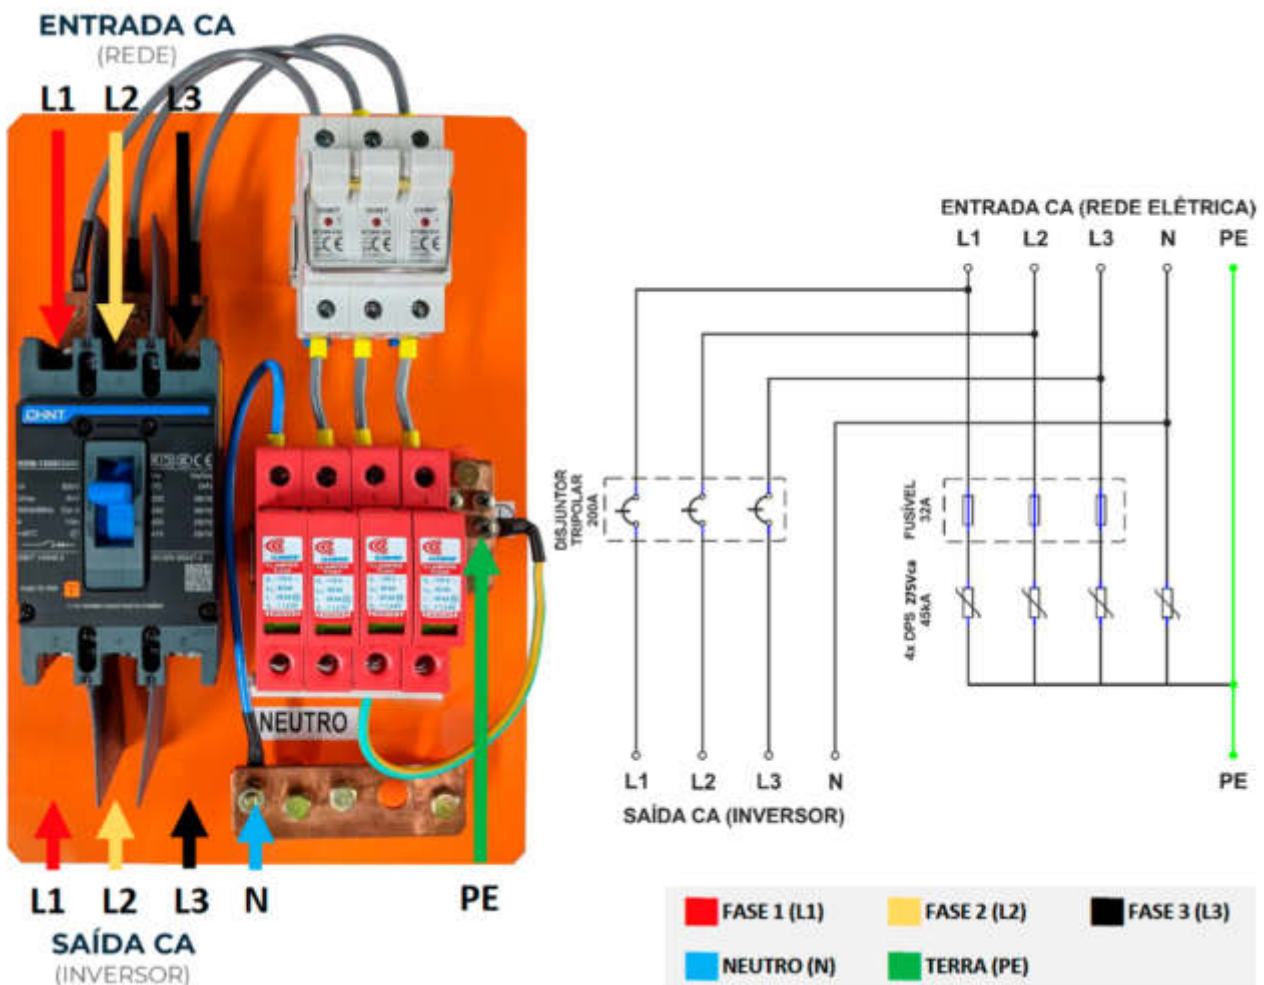 ENTRADA CA
(REDE)
L1 L2 L3
CHNT
NEUTRO
L1 L2 L3 N PE
SAÍDA CA
(INVERSOR)
ENTRADA CA (REDE ELÉTRICA)
L1 L2 L3 N PE
DISJUNTOR
TRIPOLAR
200A
FUSÍVEL
32A
4x DPS 275Vca
45kA
L1 L2 L3 N PE
SAÍDA CA (INVERSOR)
FASE 1 (L1) FASE 2 (L2) FASE 3 (L3)
NEUTRO (N) TERRA (PE)